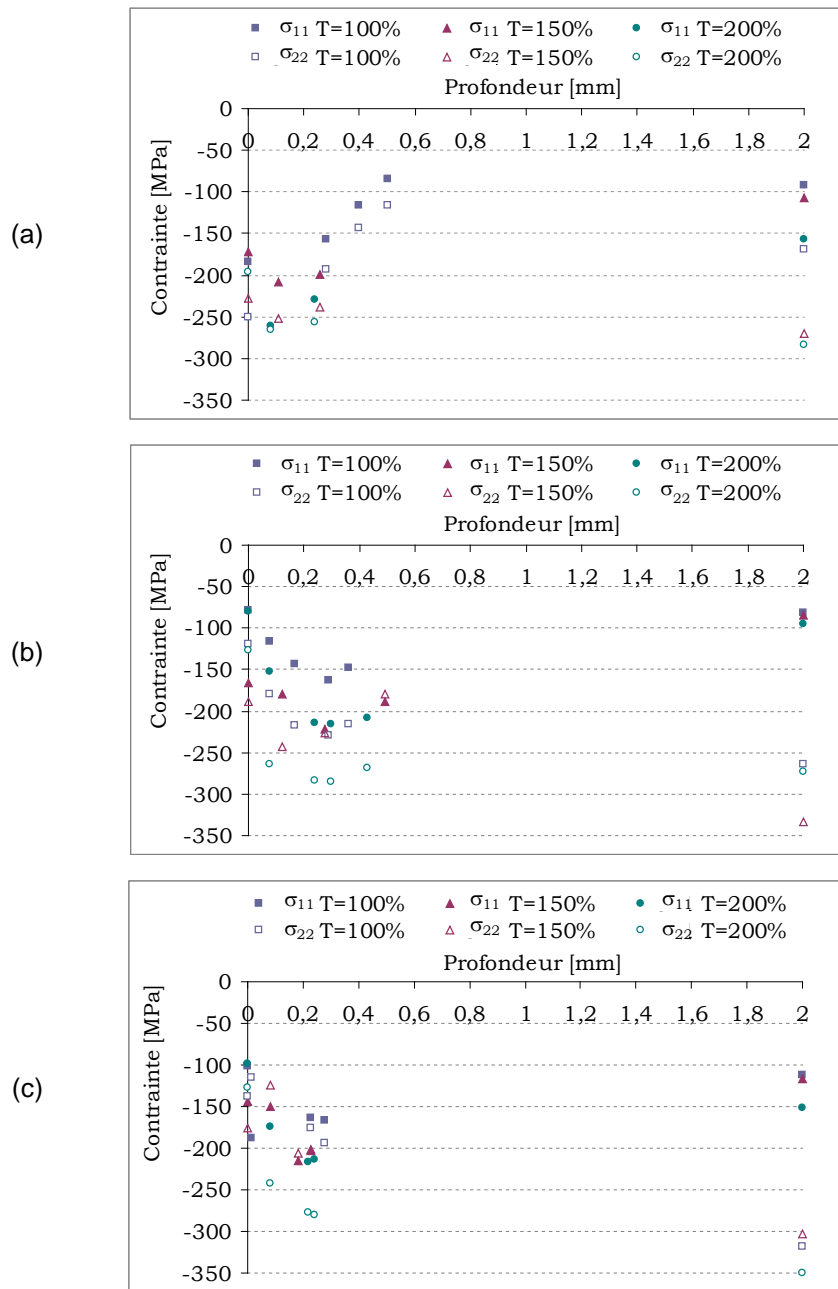 σ11 T=100% σ11 T=150% σ11 T=200%
σ22 T=100% σ22 T=150% σ22 T=200%
Profondeur [mm]
0 0,2 0,4 0,6 0,8 1 1,2 1,4 1,6 1,8 2
0
-50
-100
-150
-200
-250
-300
-350
Contrainte [MPa]
(a)
σ11 T=100% σ11 T=150% σ11 T=200%
σ22 T=100% σ22 T=150% σ22 T=200%
Profondeur [mm]
0 0,2 0,4 0,6 0,8 1 1,2 1,4 1,6 1,8 2
0
-50
-100
-150
-200
-250
-300
-350
Contrainte [MPa]
(b)
σ11 T=100% σ11 T=150% σ11 T=200%
σ22 T=100% σ22 T=150% σ22 T=200%
Profondeur [mm]
0 0,2 0,4 0,6 0,8 1 1,2 1,4 1,6 1,8 2
0
-50
-100
-150
-200
-250
-300
-350
Contrainte [MPa]
(c)